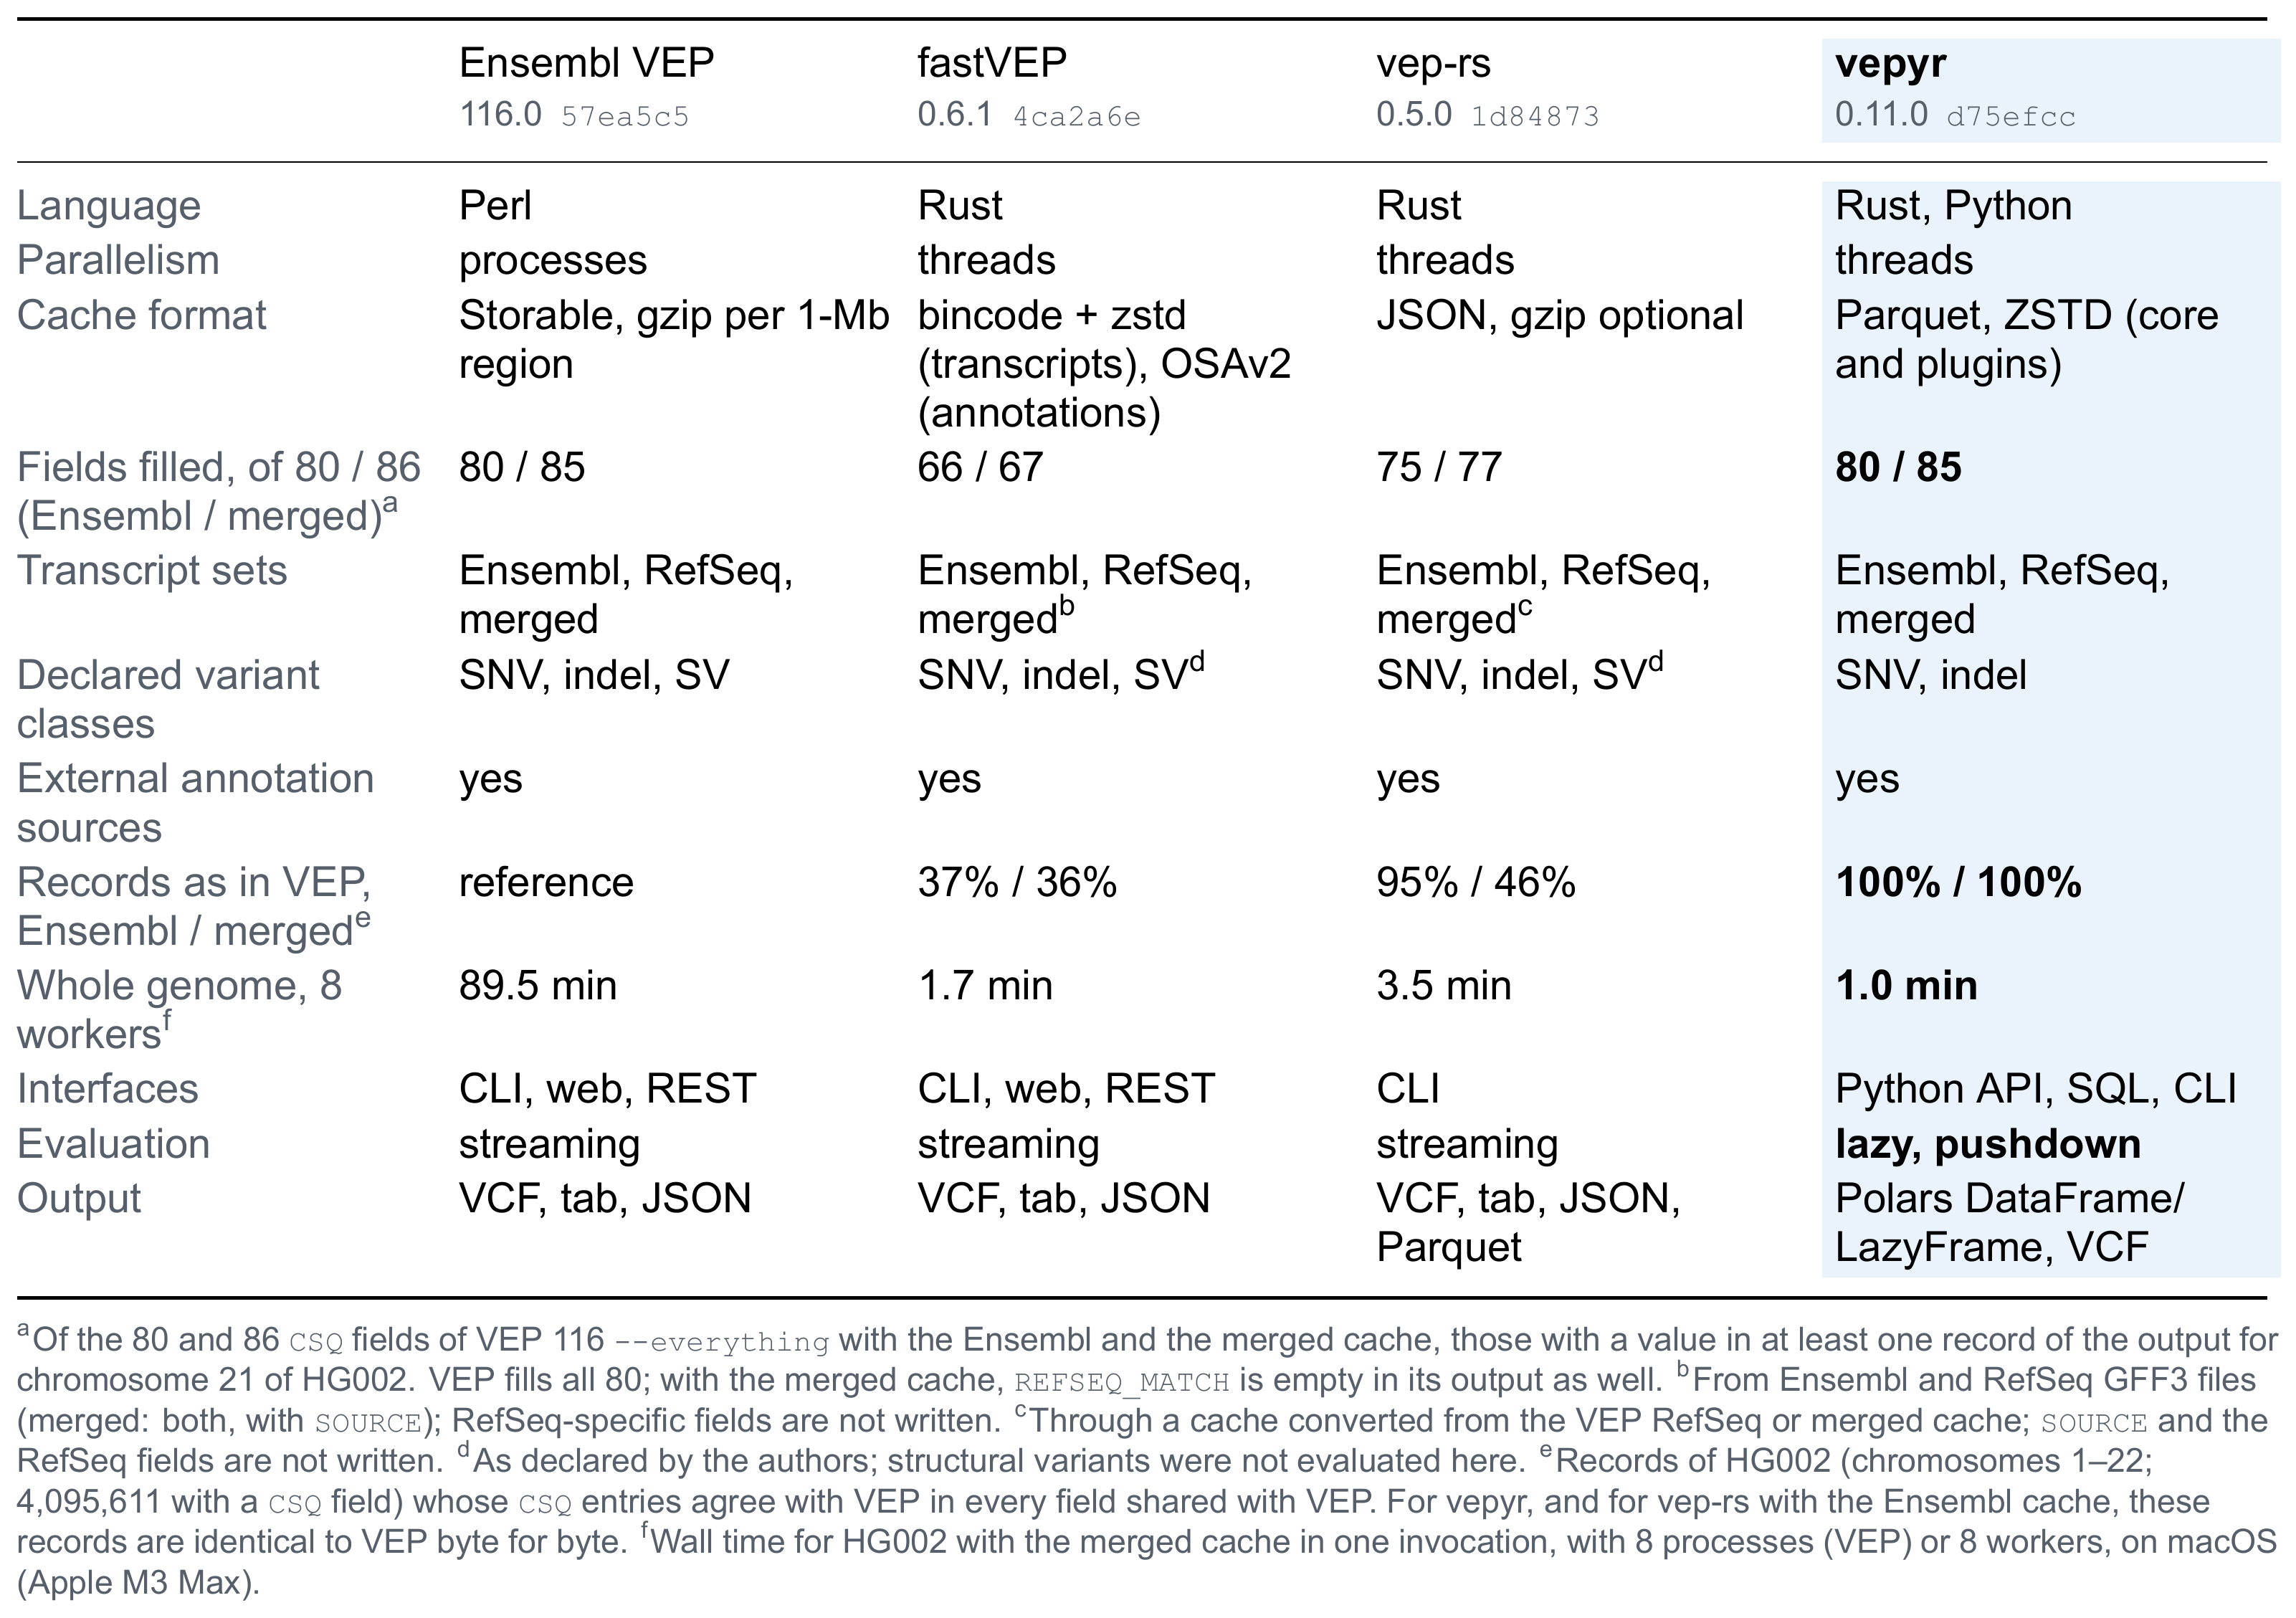 Ensembl VEP fastVEP vep-rs vepyr
116.0 57ea5c5 0.6.1 4ca2a6e 0.5.0 1d84873 0.11.0 d75efcc
Language Perl Rust Rust Rust, Python
Parallelism processes threads threads threads
Cache format Storable, gzip per 1-Mb bincode + zstd JSON, gzip optional Parquet, ZSTD (core
region (transcripts), OSAv2 and plugins)
(annotations)
Fields filled, of 80 / 86 80 / 85 66 / 67 75 / 77 80 / 85
(Ensembl / merged)a
Transcript sets Ensembl, RefSeq, Ensembl, RefSeq, Ensembl, RefSeq, Ensembl, RefSeq,
merged mergedb mergedc merged
Declared variant SNV, indel, SV SNV, indel, SVd SNV, indel, SVd SNV, indel
classes
External annotation yes yes yes yes
sources
Records as in VEP, reference 37% / 36% 95% / 46% 100% / 100%
Ensembl / mergede
Whole genome, 8 89.5 min 1.7 min 3.5 min 1.0 min
workersf
Interfaces CLI, web, REST CLI, web, REST CLI Python API, SQL, CLI
Evaluation streaming streaming streaming lazy, pushdown
Output VCF, tab, JSON VCF, tab, JSON VCF, tab, JSON, Polars DataFrame/
Parquet LazyFrame, VCF
aOf the 80 and 86 CSQ fields of VEP 116 --everything with the Ensembl and the merged cache, those with a value in at least one record of the output for
chromosome 21 of HG002. VEP fills all 80; with the merged cache, REFSEQ_MATCH is empty in its output as well. bFrom Ensembl and RefSeq GFF3 files
(merged: both, with SOURCE); RefSeq-specific fields are not written. cThrough a cache converted from the VEP RefSeq or merged cache; SOURCE and the
RefSeq fields are not written. dAs declared by the authors; structural variants were not evaluated here. eRecords of HG002 (chromosomes 1–22;
4,095,611 with a CSQ field) whose CSQ entries agree with VEP in every field shared with VEP. For vepyr, and for vep-rs with the Ensembl cache, these
records are identical to VEP byte for byte. fWall time for HG002 with the merged cache in one invocation, with 8 processes (VEP) or 8 workers, on macOS
(Apple M3 Max).